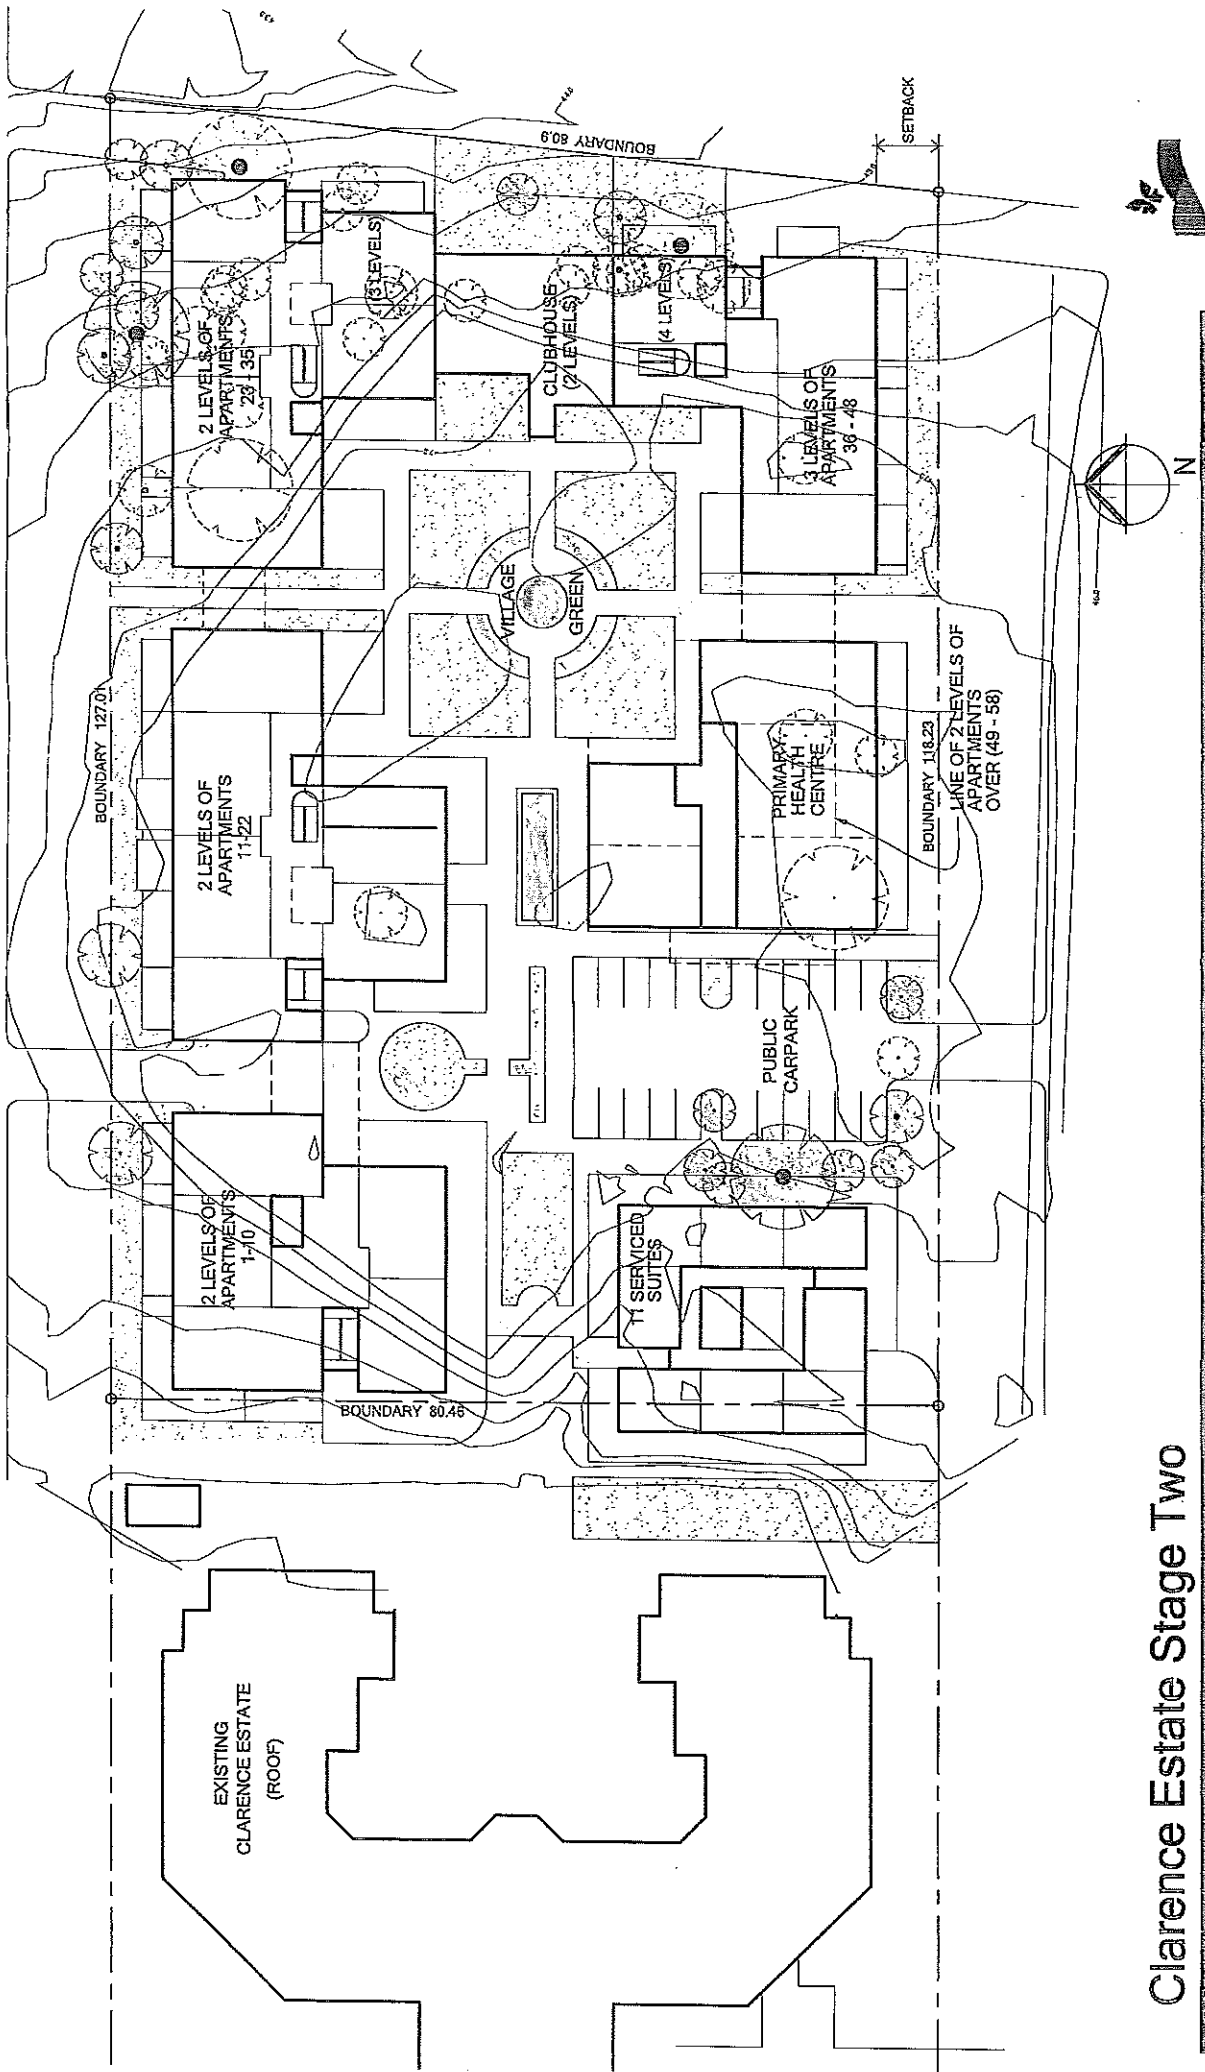 BOUNDARY 80.9
SETBACK
2 LEVELS OF
APARTMENTS
23 - 35
(3 LEVELS)
CLUBHOUSE
(2 LEVELS)
(4 LEVELS)
3 LEVELS OF
APARTMENTS
36 - 48
N
VILLAGE
GREEN
BOUNDARY 127.01
2 LEVELS OF
APARTMENTS
11-22
PRIMARY
HEALTH
CENTRE
BOUNDARY 118.23
LINE OF 2 LEVELS OF
APARTMENTS
OVER (49 - 58)
PUBLIC
CARPARK
2 LEVELS OF
APARTMENTS
1-10
11 SERVICED
SUITES
BOUNDARY 80.46
EXISTING
CLARENCE ESTATE
(ROOF)
Clarence Estate Stage Two